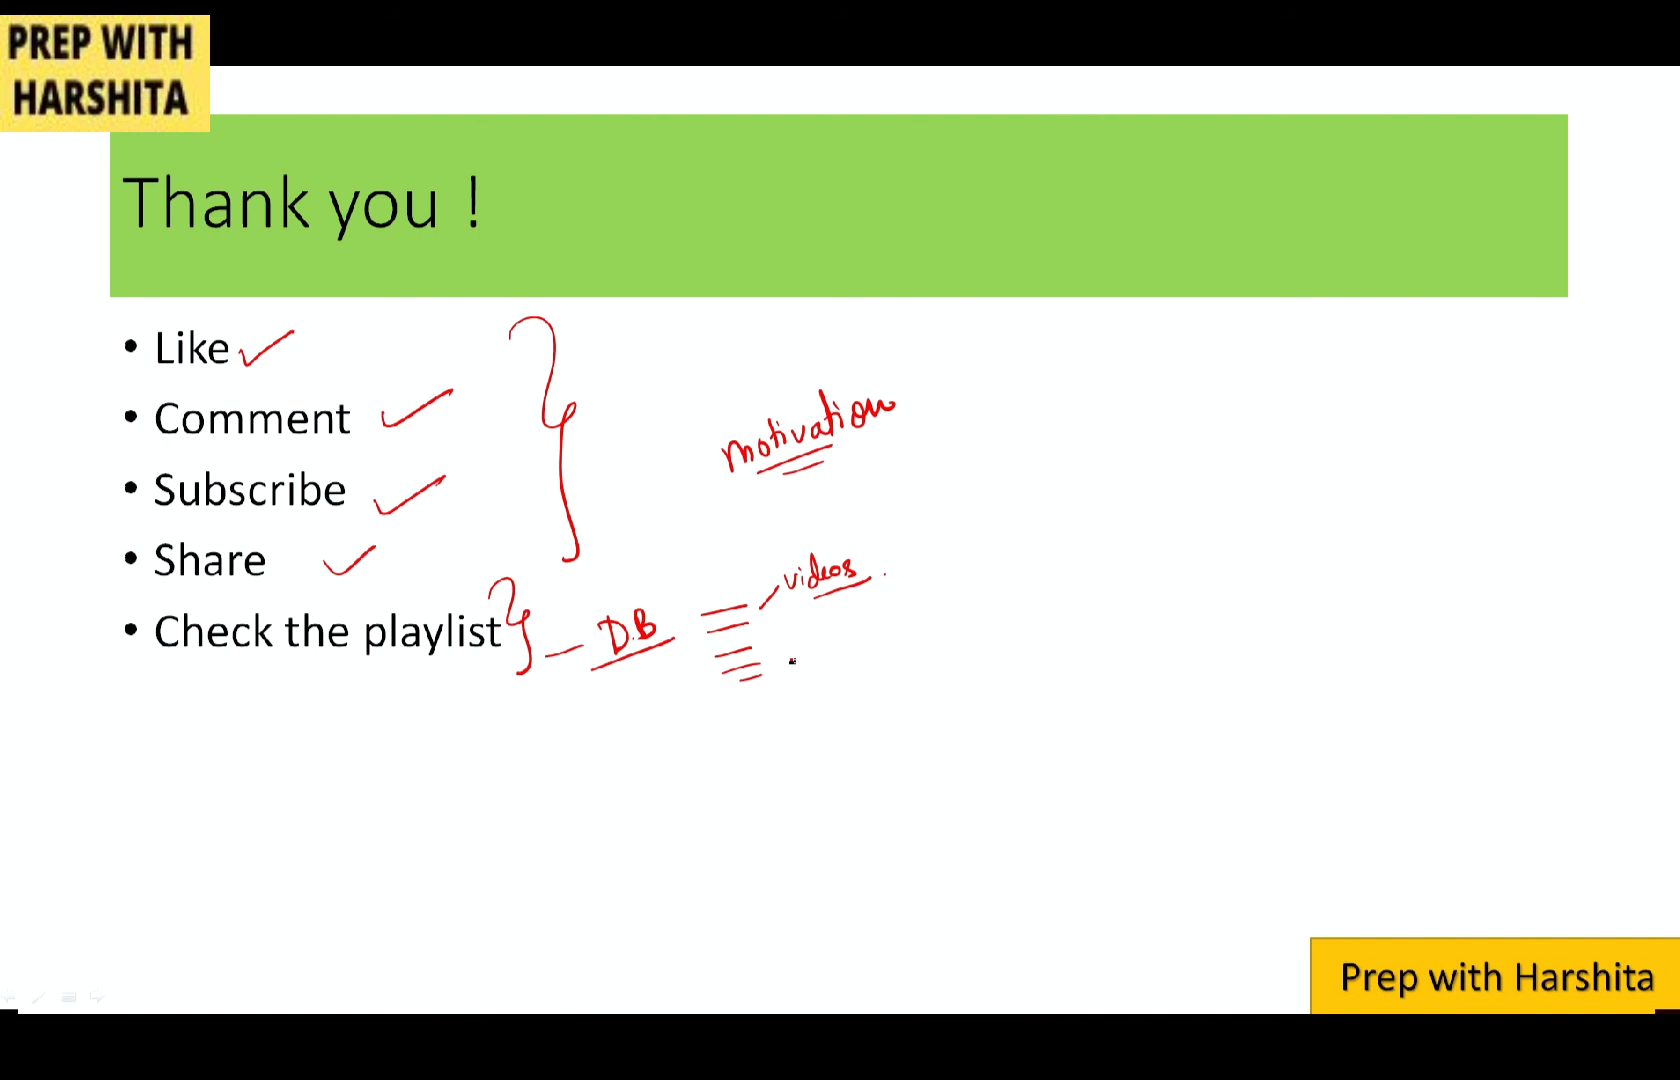 PREP WITH
HARSHITA
Thank you !
• Like
• Comment
motivation
• Subscribe
• Share
videos
• Check the playlist
D.B
Prep with Harshita